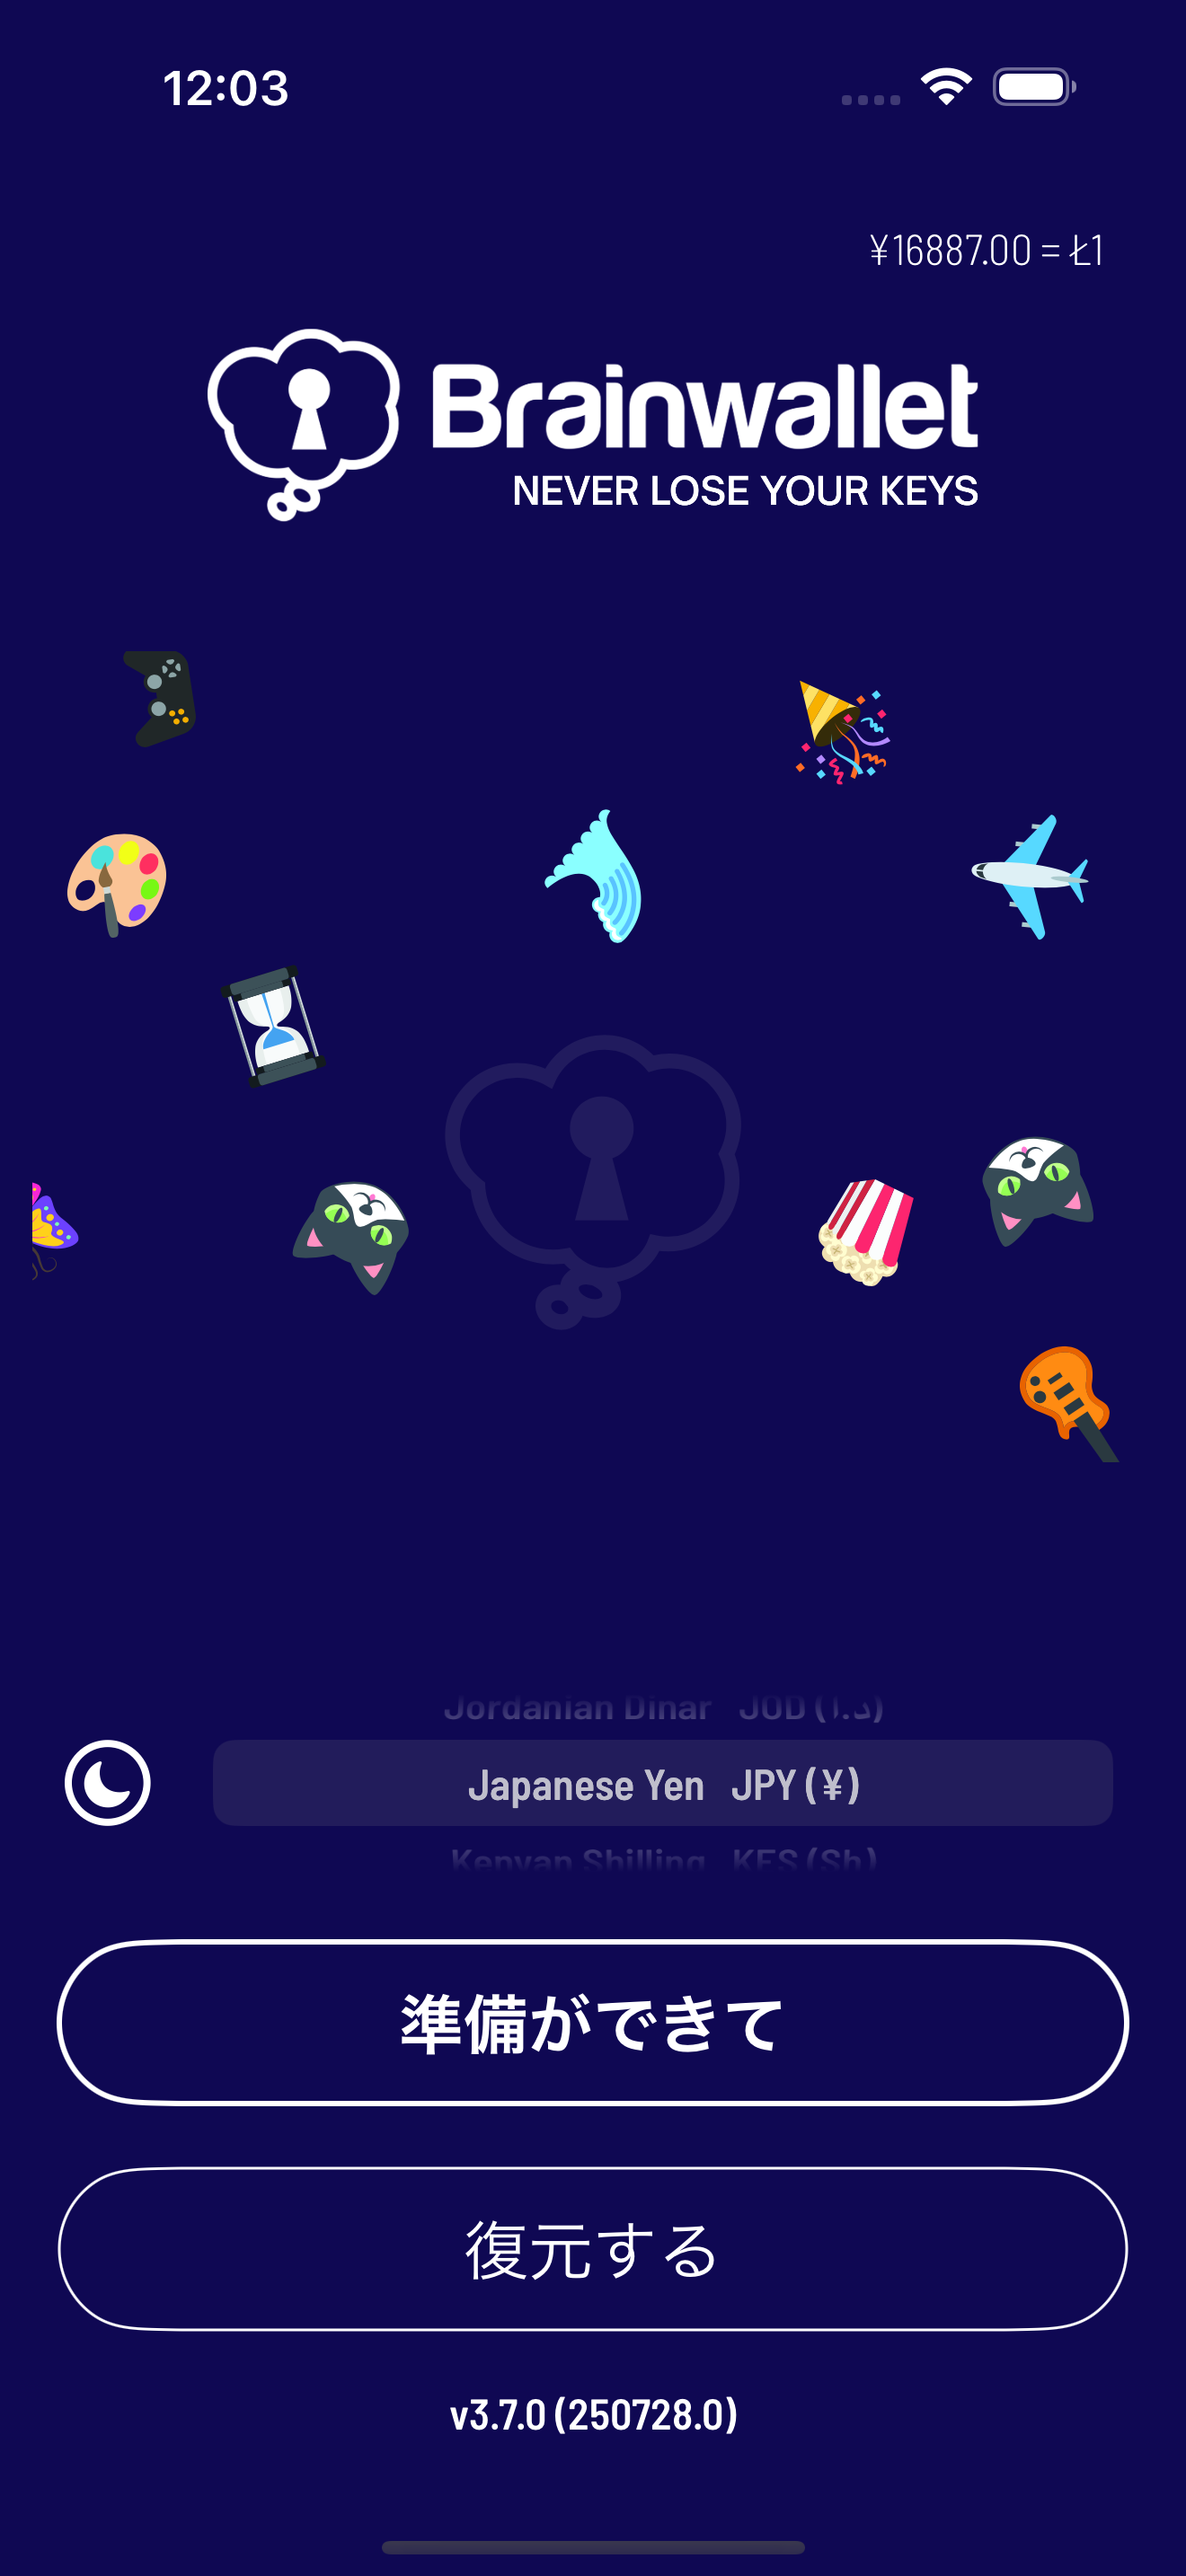 12:03
¥16887.00 = Ł1
Brainwallet
NEVER LOSE YOUR KEYS
Jordanian Dinar JOD (د.ا)
Japanese Yen JPY (¥)
Kenyan Shilling KES (Sh)
準備ができて
復元する
v3.7.0 (250728.0)